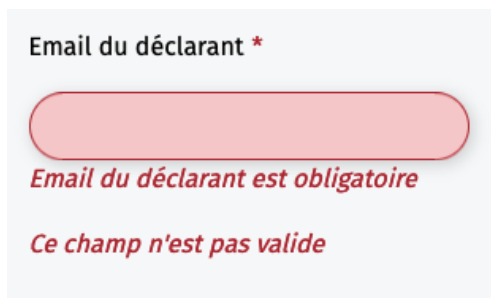 Email du déclarant *
Email du déclarant est obligatoire
Ce champ n'est pas valide